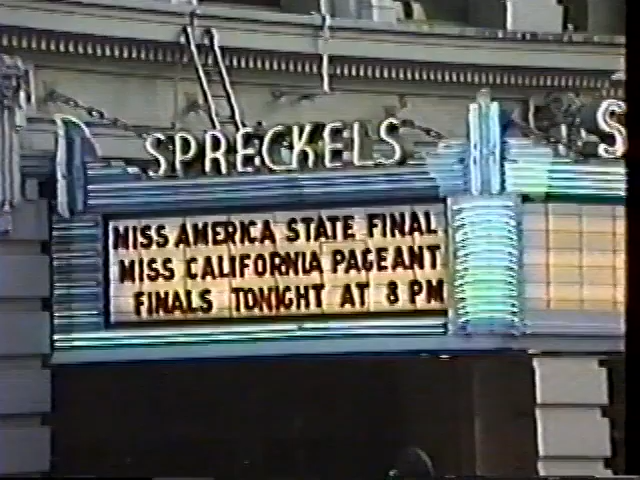 SPRECKELS
S
MISS AMERICA STATE FINAL
MISS CALIFORNIA PAGEANT
FINALS TONIGHT AT 8 PM